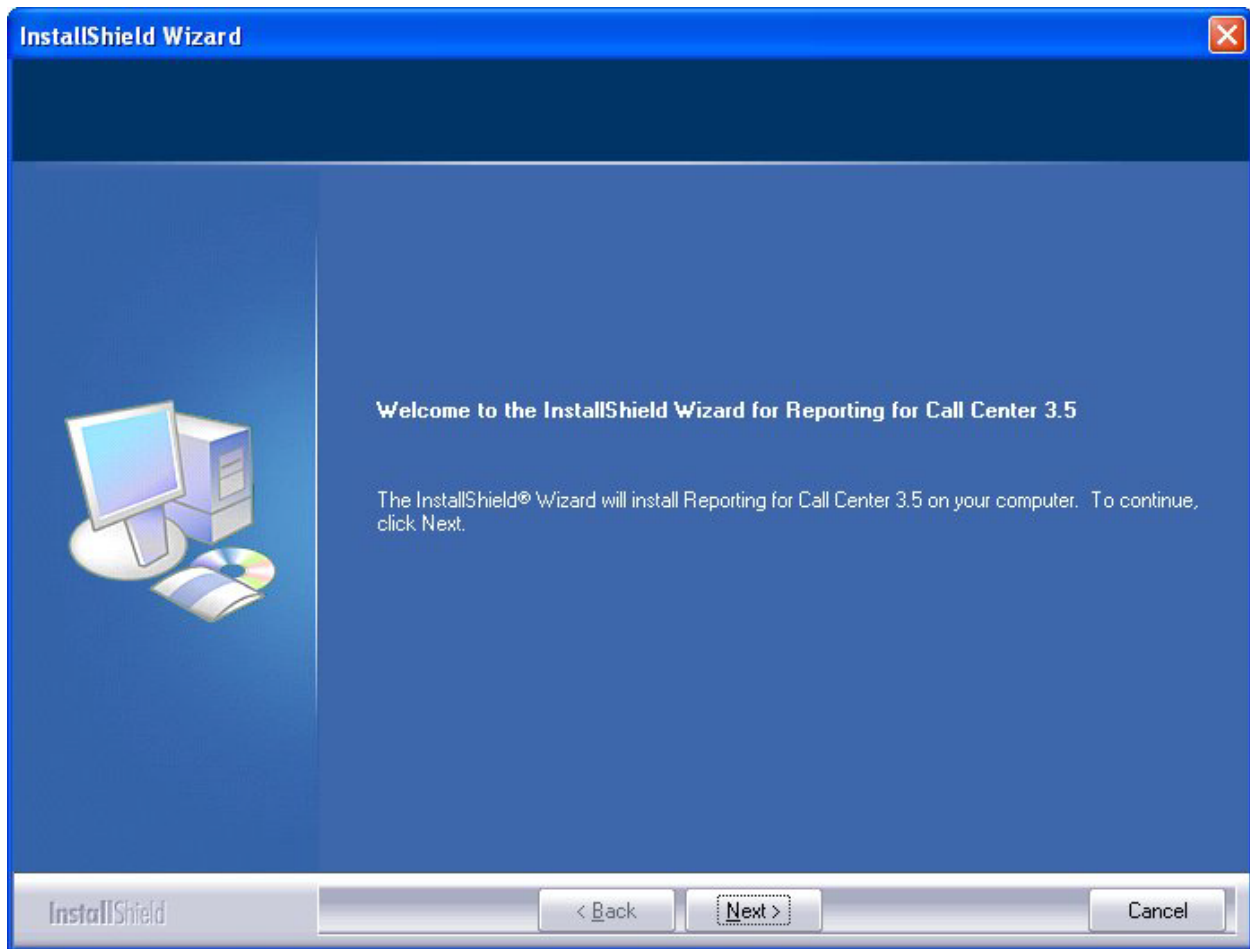 InstallShield Wizard
Welcome to the InstallShield Wizard for Reporting for Call Center 3.5
The InstallShield® Wizard will install Reporting for Call Center 3.5 on your computer.  To continue,
click Next.
InstallShield
< Back
Next >
Cancel